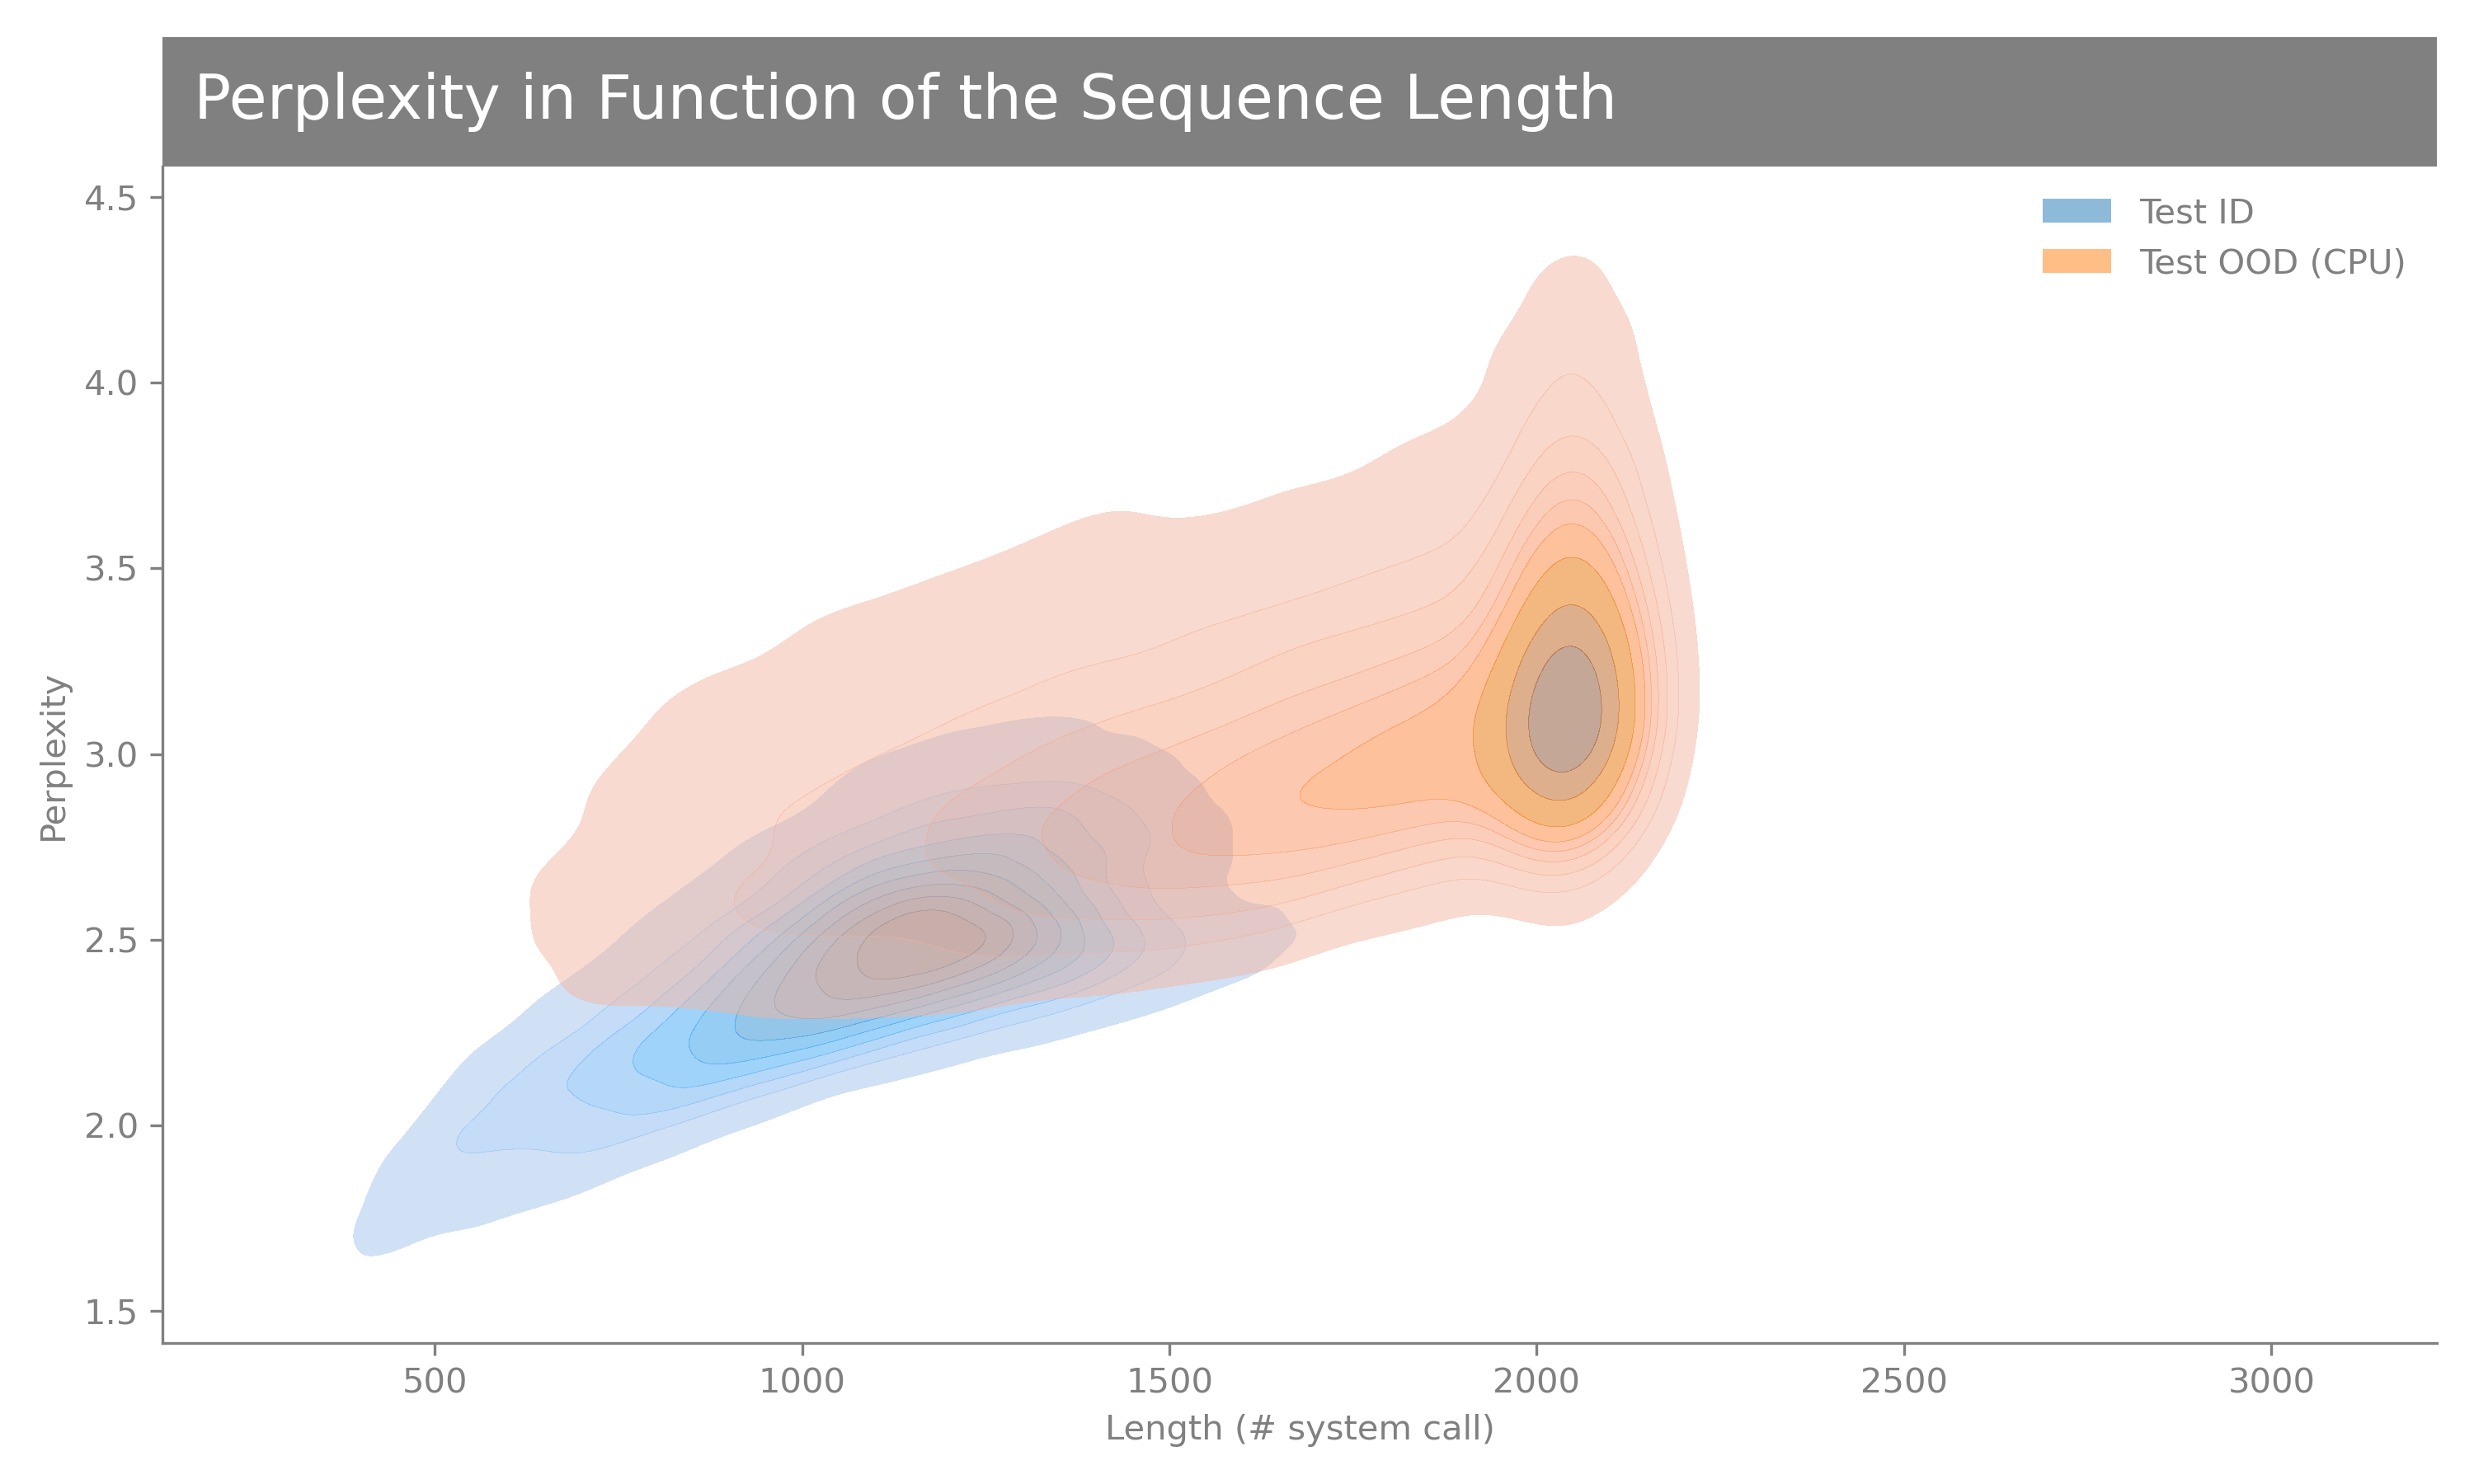 Perplexity in Function of the Sequence Length
Test ID
Test OOD (CPU)
4.5
4.0
3.5
3.0
2.5
2.0
1.5
Perplexity
500 1000 1500 2000 2500 3000
Length (# system call)